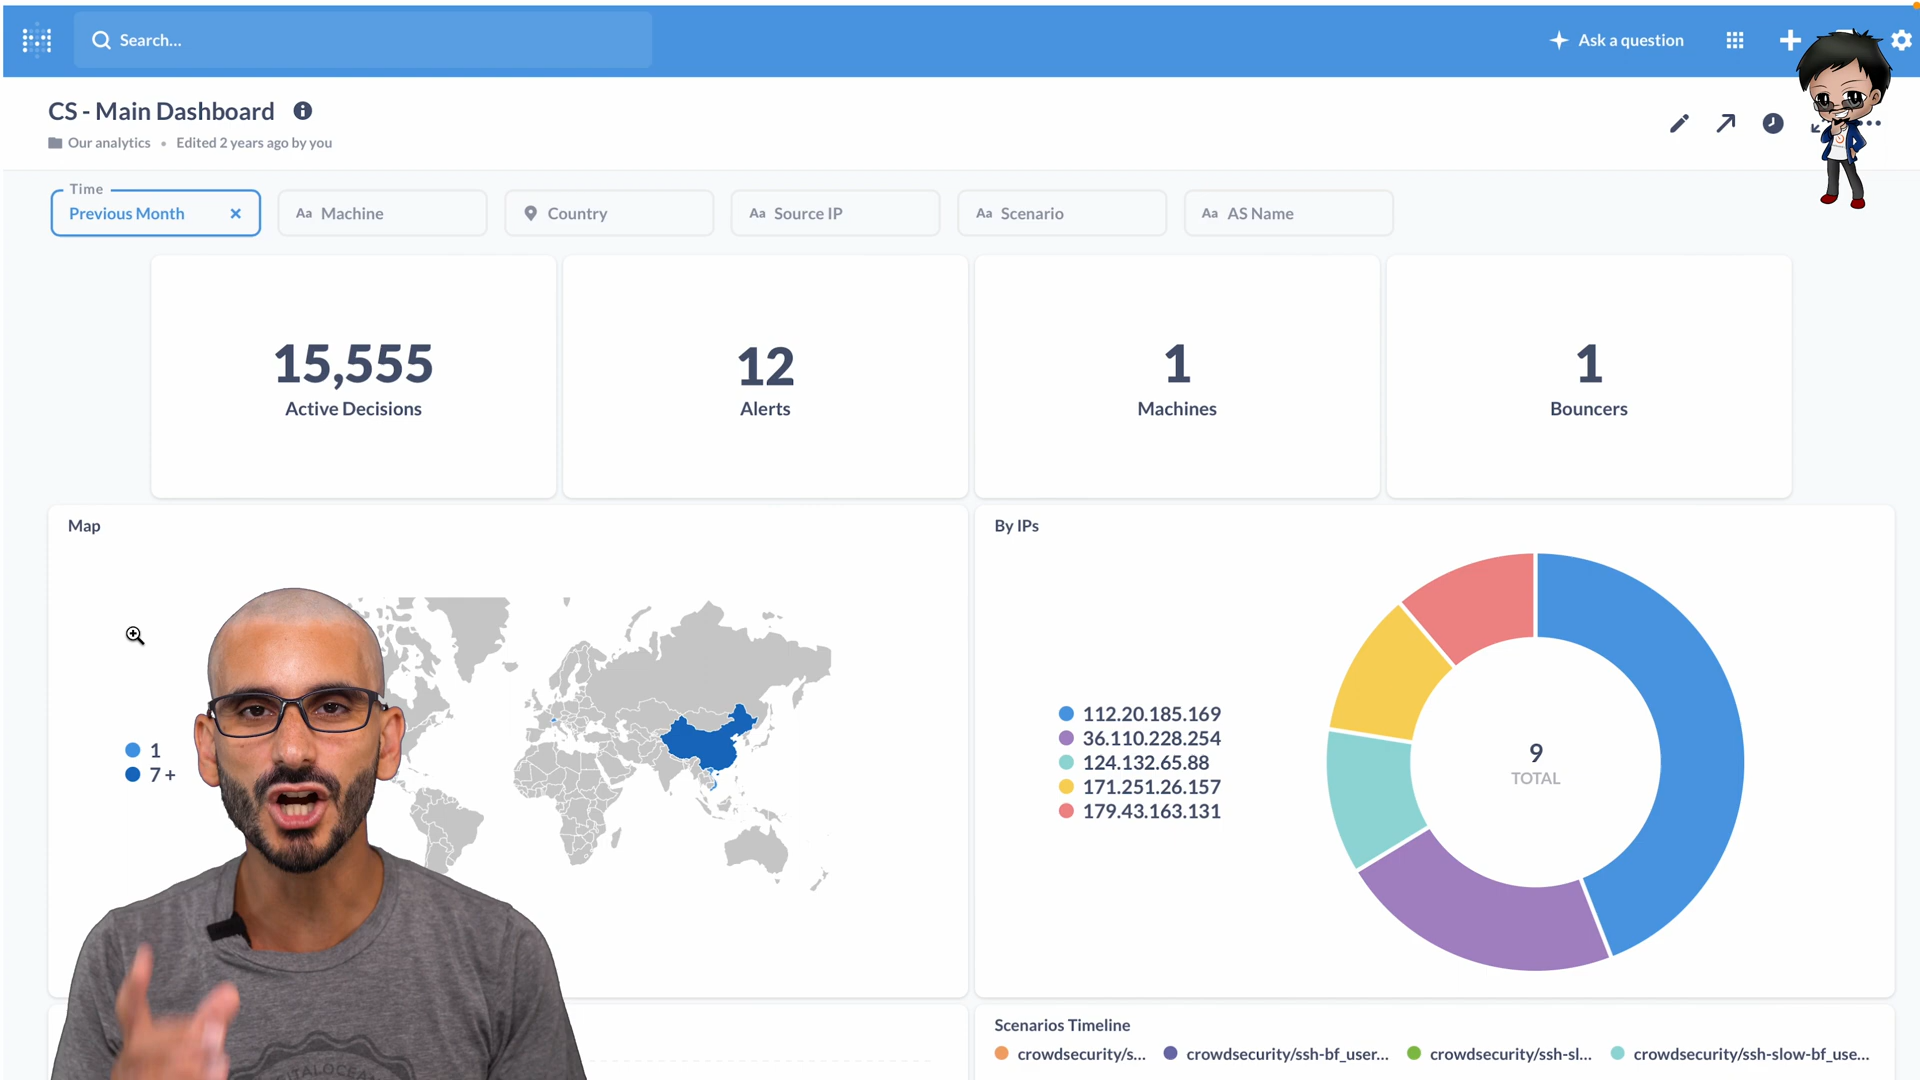 Search...
Ask a question
CS - Main Dashboard
Our analytics • Edited 2 years ago by you
Time
Previous Month
Aa Machine
Country
Aa Source IP
Aa Scenario
Aa AS Name
15,555
Active Decisions
12
Alerts
1
Machines
1
Bouncers
Map
1
7 +
By IPs
112.20.185.169
36.110.228.254
124.132.65.88
171.251.26.157
179.43.163.131
9
TOTAL
Scenarios Timeline
crowdsecurity/s...
crowdsecurity/ssh-bf_user...
crowdsecurity/ssh-sl...
crowdsecurity/ssh-slow-bf_use...